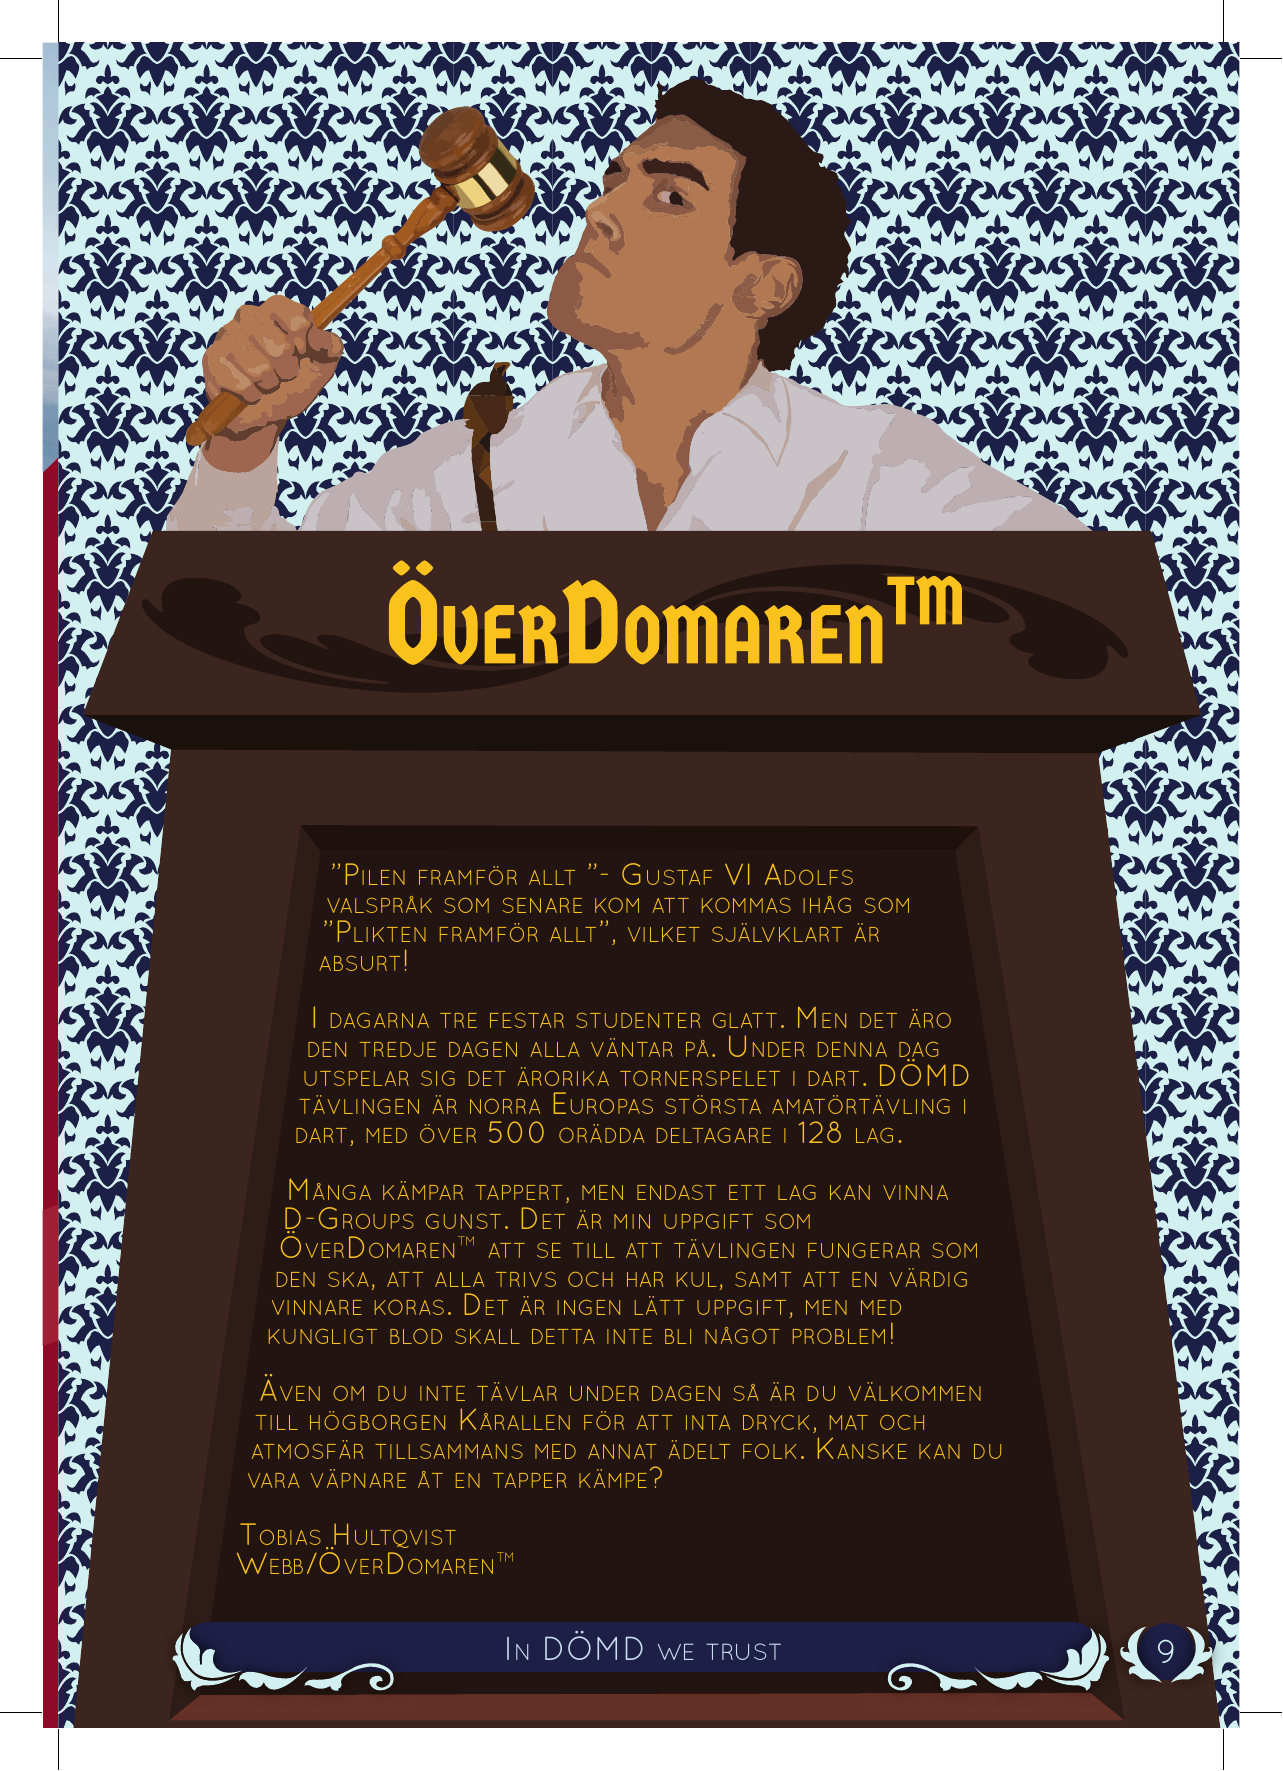 ÖverDomaren™
”Pilen framför allt ”- Gustaf VI Adolfs
valspråk som senare kom att kommas ihåg som
”Plikten framför allt”, vilket självklart är
absurt!
I dagarna tre festar studenter glatt. Men det äro
den tredje dagen alla väntar på. Under denna dag
utspelar sig det ärorika tornerspelet i dart. DÖMD
tävlingen är norra Europas största amatörtävling i
dart, med över 500 orädda deltagare i 128 lag.
Många kämpar tappert, men endast ett lag kan vinna
D-Groups gunst. Det är min uppgift som
ÖverDomaren™ att se till att tävlingen fungerar som
den ska, att alla trivs och har kul, samt att en värdig
vinnare koras. Det är ingen lätt uppgift, men med
kungligt blod skall detta inte bli något problem!
Även om du inte tävlar under dagen så är du välkommen
till högborgen Kårallen för att inta dryck, mat och
atmosfär tillsammans med annat ädelt folk. Kanske kan du
vara väpnare åt en tapper kämpe?
Tobias Hultqvist
Webb/ÖverDomaren™
In DÖMD we trust
9